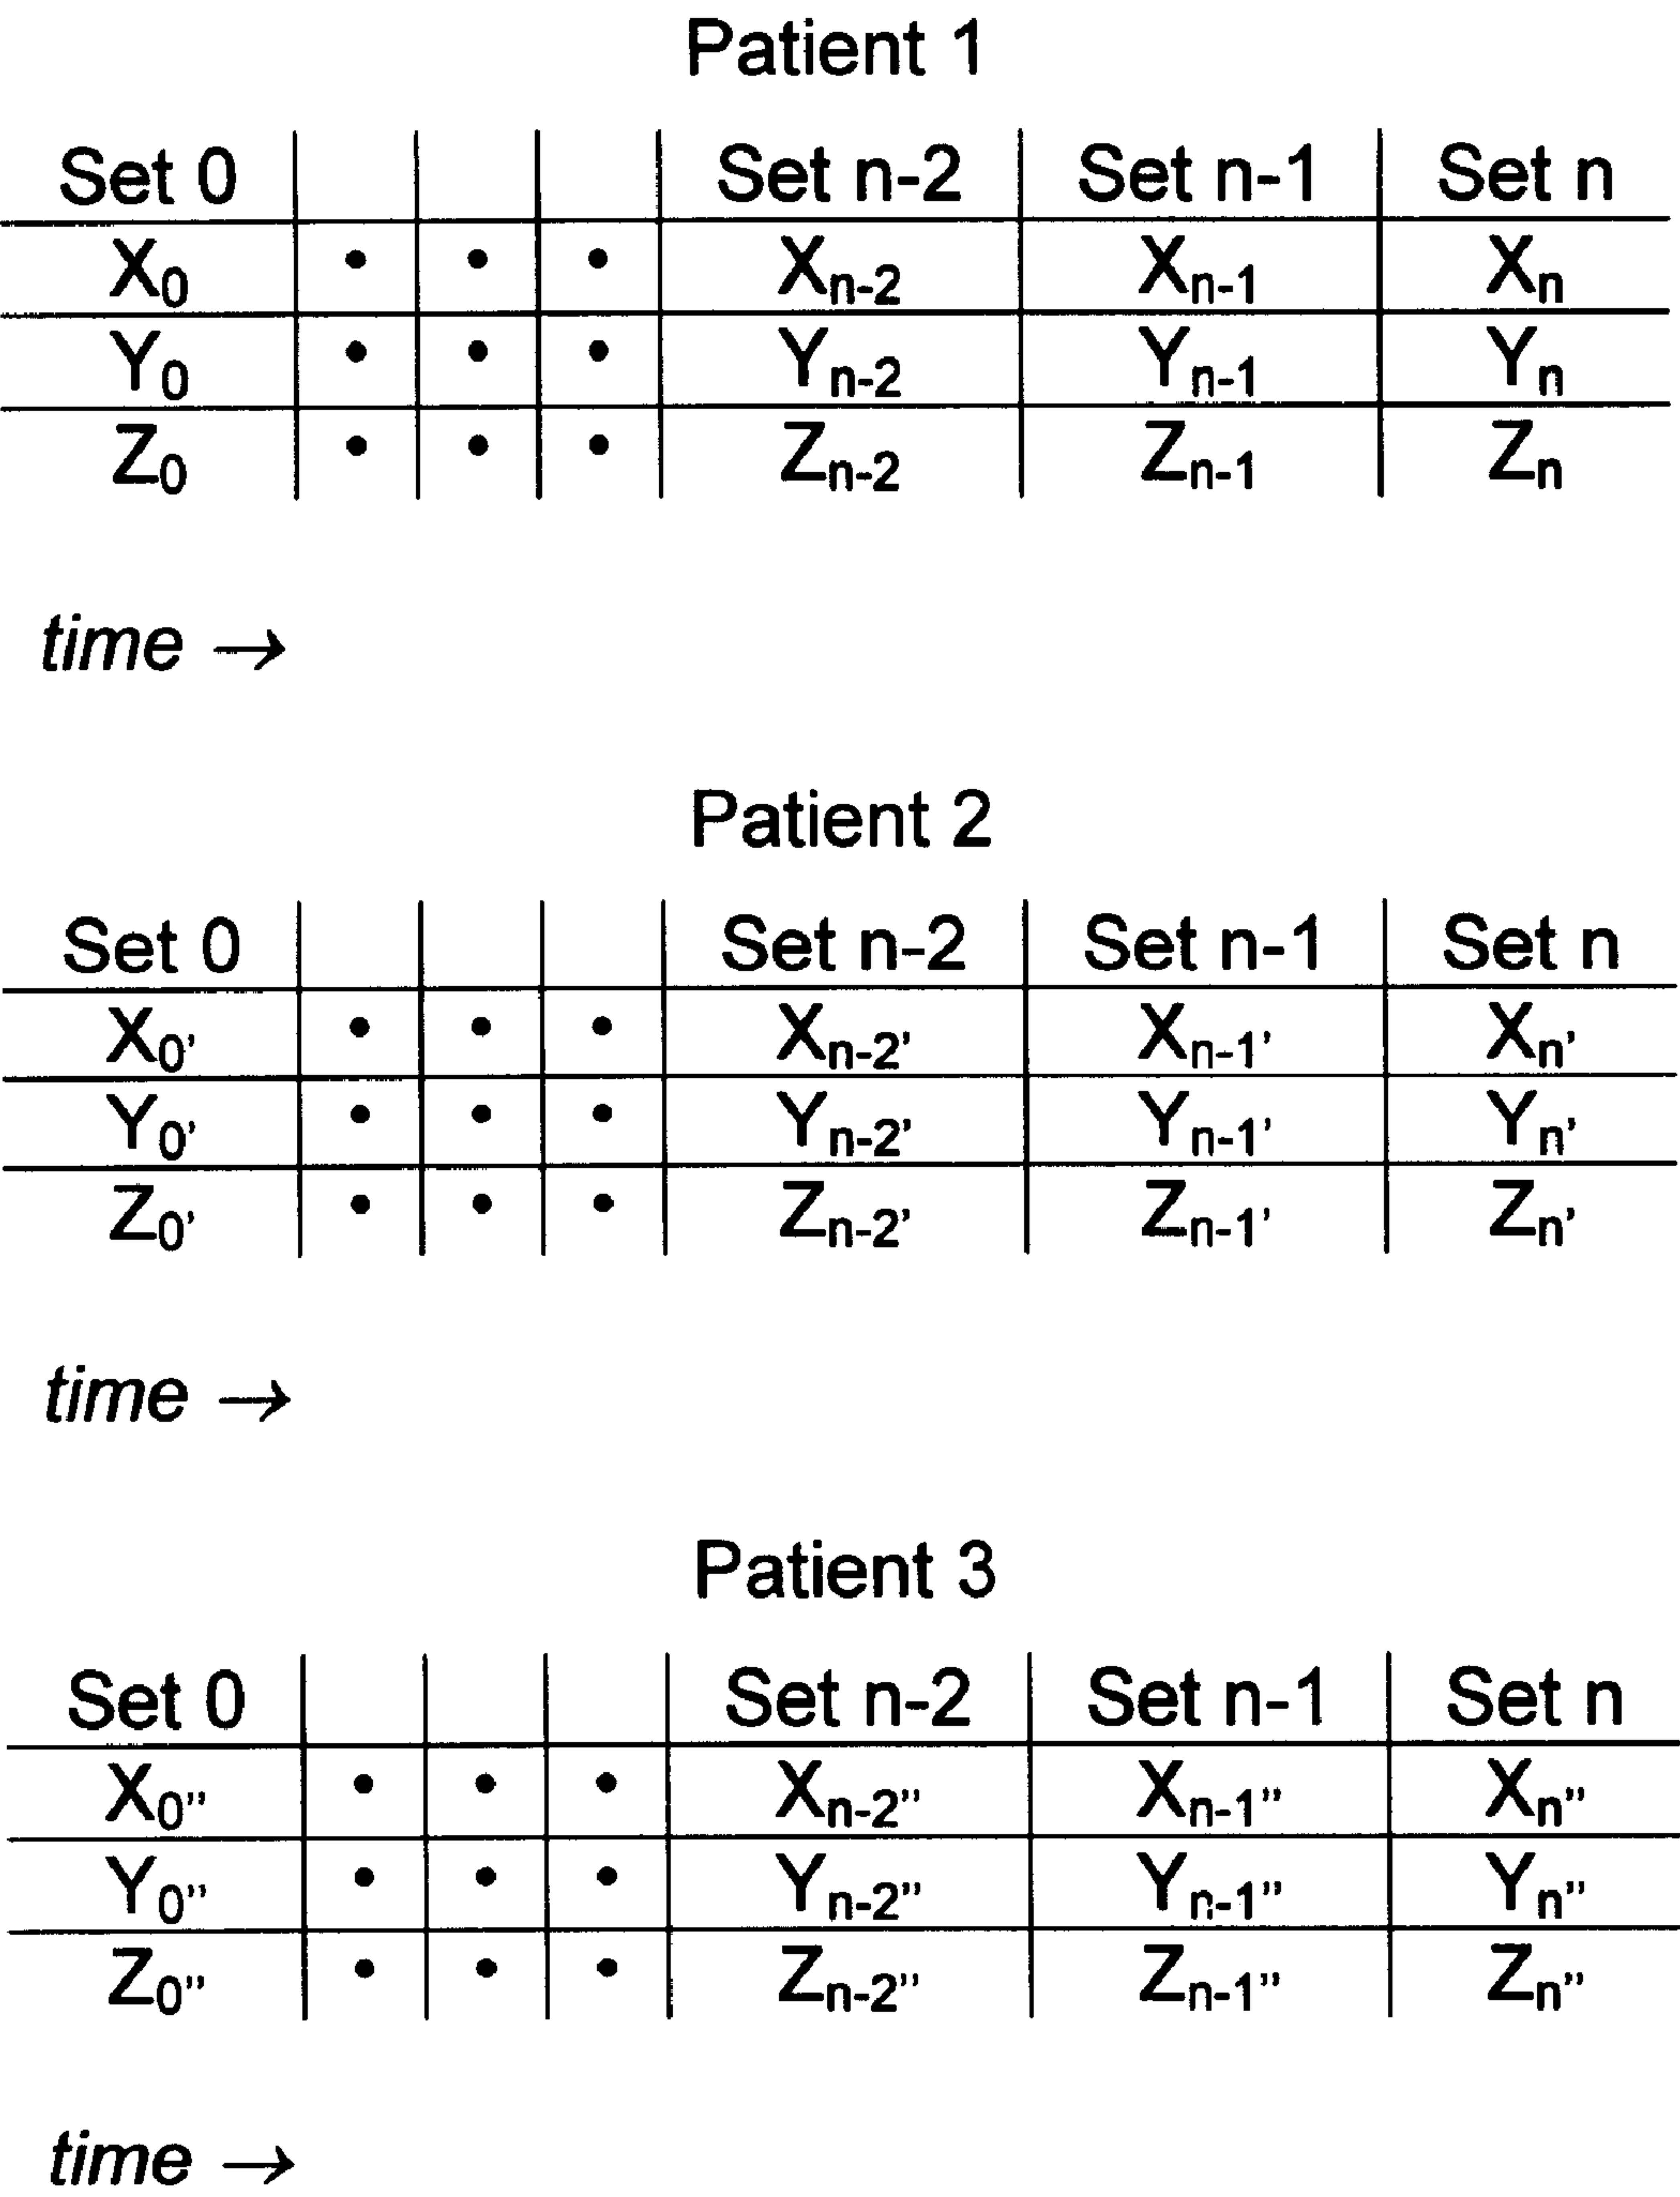 Patient 1
Set 0 Set n-2 Set n-1 Set n
X₀ • • • Xₙ₋₂ Xₙ₋₁ Xₙ
Y₀ • • • Yₙ₋₂ Yₙ₋₁ Yₙ
Z₀ • • • Zₙ₋₂ Zₙ₋₁ Zₙ
time →
Patient 2
Set 0 Set n-2 Set n-1 Set n
X₀' • • • Xₙ₋₂' Xₙ₋₁' Xₙ'
Y₀' • • • Yₙ₋₂' Yₙ₋₁' Yₙ'
Z₀' • • • Zₙ₋₂' Zₙ₋₁' Zₙ'
time →
Patient 3
Set 0 Set n-2 Set n-1 Set n
X₀" • • • Xₙ₋₂" Xₙ₋₁" Xₙ"
Y₀" • • • Yₙ₋₂" Yₙ₋₁" Yₙ"
Z₀" • • • Zₙ₋₂" Zₙ₋₁" Zₙ"
time →